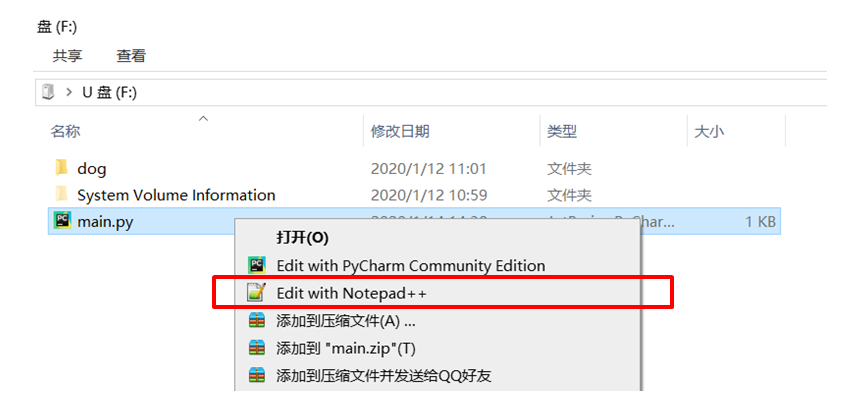 盘 (F:)
共享 查看
U 盘 (F:)
名称 修改日期 类型 大小
dog 2020/1/12 11:01 文件夹
System Volume Information 2020/1/12 10:59 文件夹
main.py 1 KB
打开(O)
Edit with PyCharm Community Edition
Edit with Notepad++
添加到压缩文件(A) ...
添加到 "main.zip"(T)
添加到压缩文件并发送给QQ好友